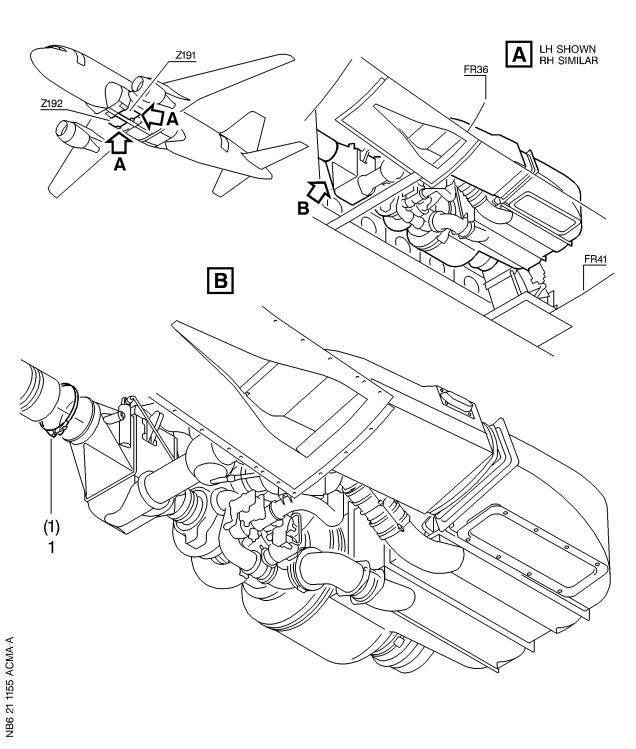 Z191
Z192
A
A
A
LH SHOWN
RH SIMILAR
FR36
B
FR41
B
(1)
1
NB6 21 1155 ACMA-A